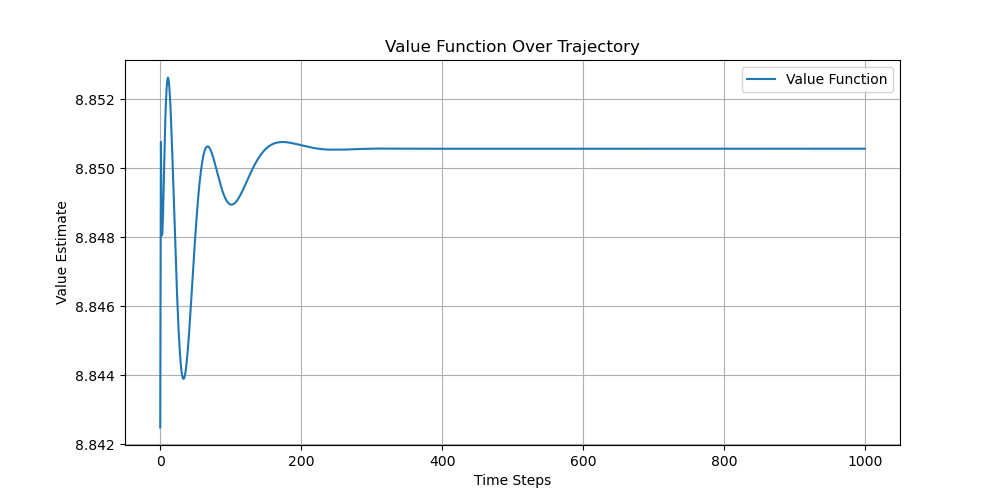 Value Function Over Trajectory
Value Function
Value Estimate
8.852
8.850
8.848
8.846
8.844
8.842
0 200 400 600 800 1000
Time Steps